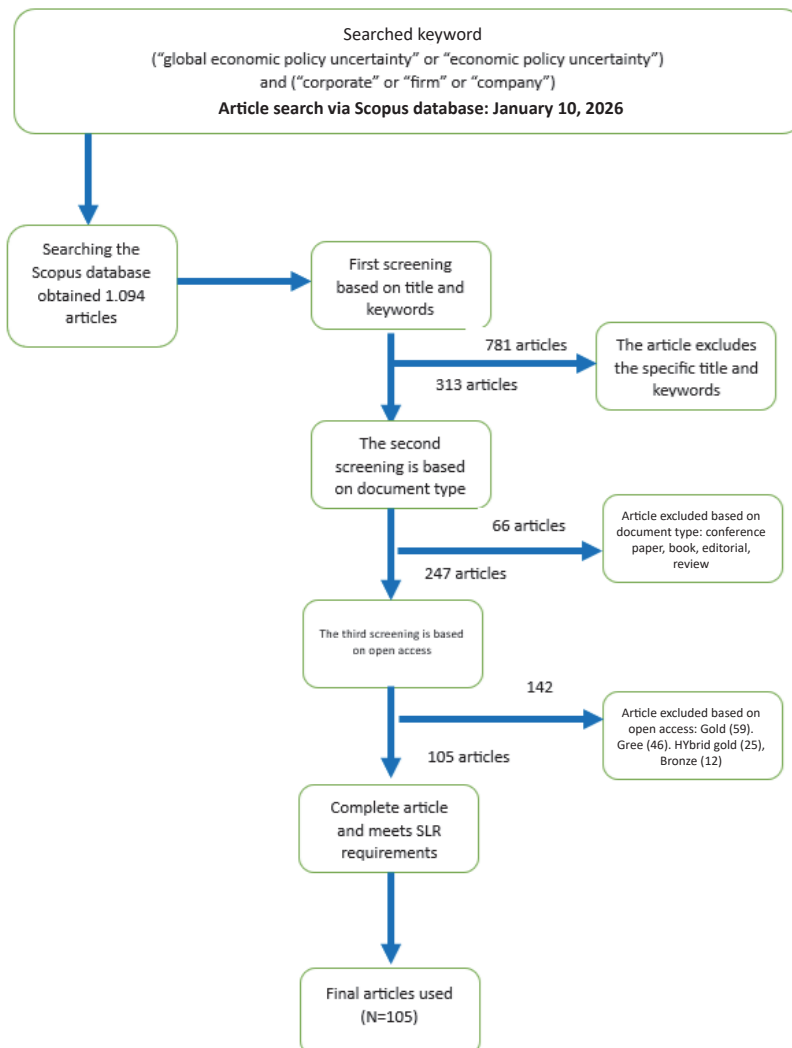 Searched keyword
(“global economic policy uncertainty” or “economic policy uncertainty”)
and (“corporate” or “firm” or “company”)
Article search via Scopus database: January 10, 2026
Searching the
Scopus database
obtained 1.094
articles
First screening
based on title and
keywords
781 articles
313 articles
The article excludes
the specific title and
keywords
The second
screening is based
on document type
66 articles
247 articles
Article excluded based on
document type: conference
paper, book, editorial,
review
The third screening is based
on open access
142
105 articles
Article excluded based on
open access: Gold (59).
Gree (46). HYbrid gold (25),
Bronze (12)
Complete article
and meets SLR
requirements
Final articles used
(N=105)